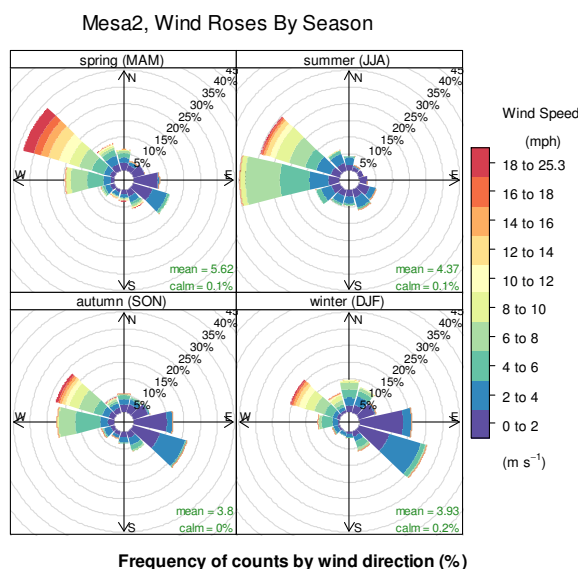 Mesa2, Wind Roses By Season
spring (MAM)
summer (JJA)
N
45
40%
35%
30%
25%
20%
15%
10%
5%
W
E
S
mean = 5.62
calm = 0.1%
N
45
40%
35%
30%
25%
20%
15%
10%
5%
W
E
S
mean = 4.37
calm = 0.1%
autumn (SON)
winter (DJF)
N
45
40%
35%
30%
25%
20%
15%
10%
5%
W
E
S
mean = 3.8
calm = 0%
N
45
40%
35%
30%
25%
20%
15%
10%
5%
W
E
S
mean = 3.93
calm = 0.2%
Wind Speed
(mph)
18 to 25.3
16 to 18
14 to 16
12 to 14
10 to 12
8 to 10
6 to 8
4 to 6
2 to 4
0 to 2
(m s⁻¹)
Frequency of counts by wind direction (%)